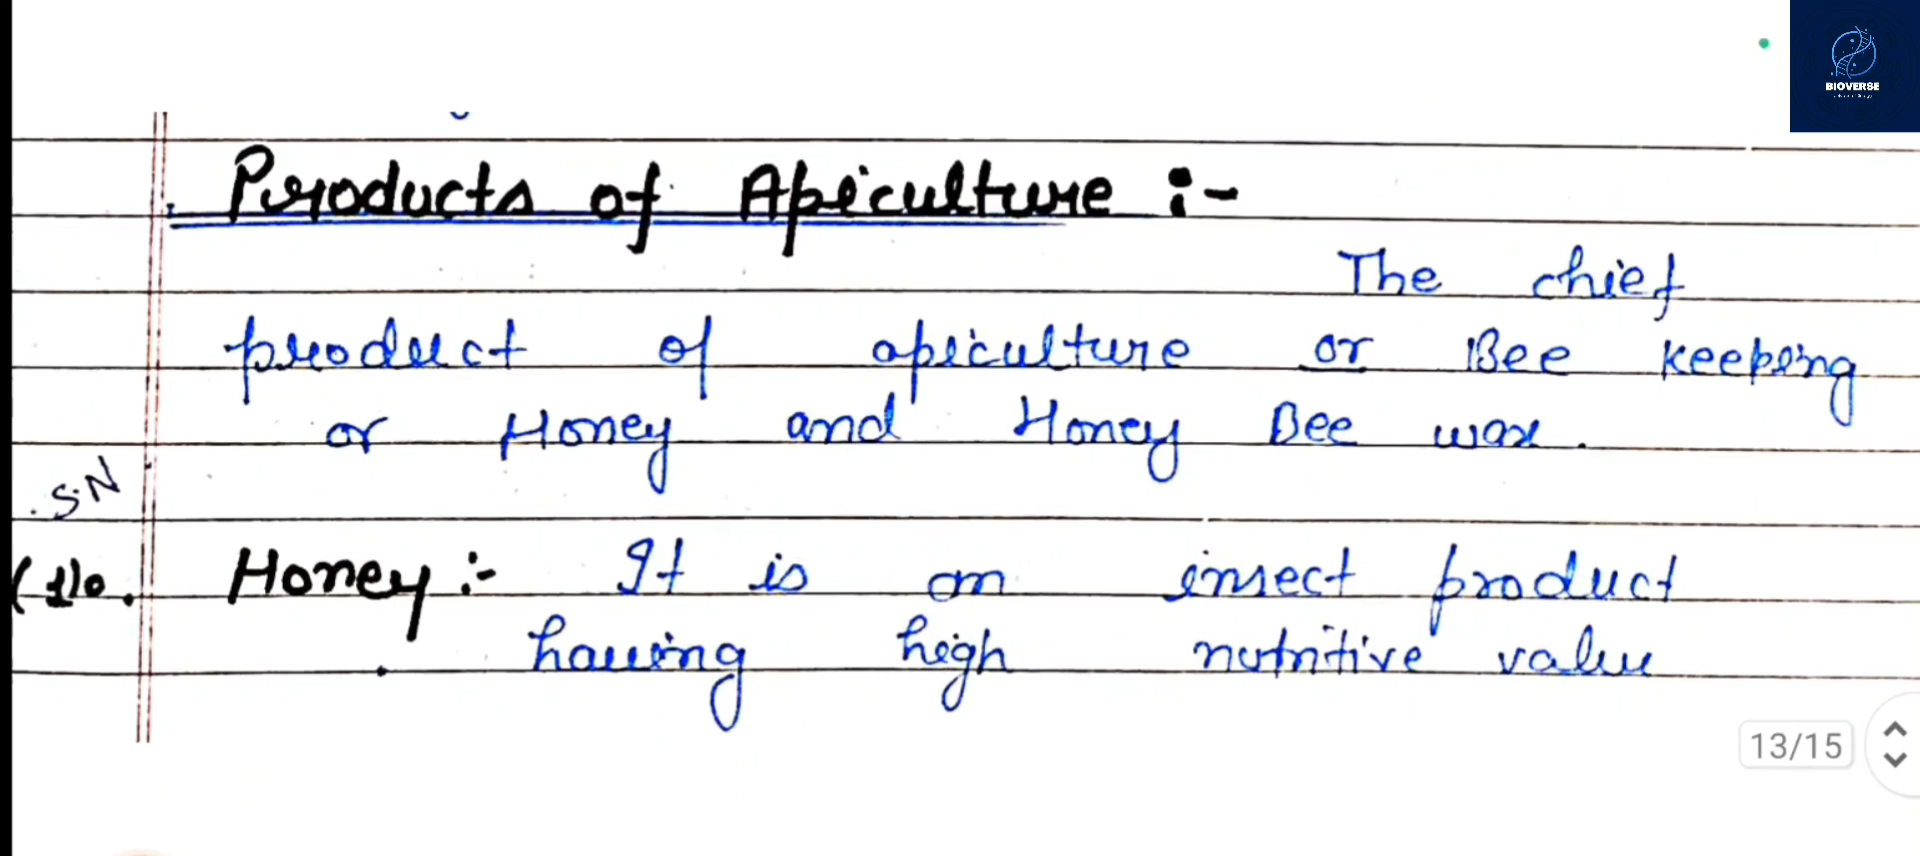 BIOVERSE
Products of Apiculture :-
The chief
product of apiculture or Bee keeping
or Honey and Honey Bee wax.
S.N
(1)0. Honey :- It is an insect product
having high nutritive value
13/15